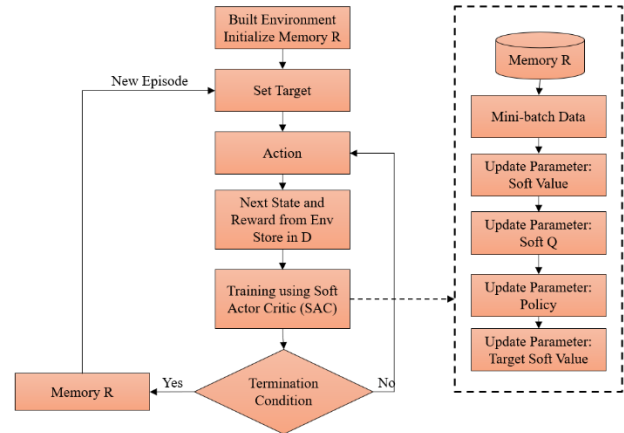 Built Environment
Initialize Memory R
New Episode
Set Target
Action
Next State and
Reward from Env
Store in D
Training using Soft
Actor Critic (SAC)
Termination
Condition
Yes
No
Memory R
Memory R
Mini-batch Data
Update Parameter:
Soft Value
Update Parameter:
Soft Q
Update Parameter:
Policy
Update Parameter:
Target Soft Value